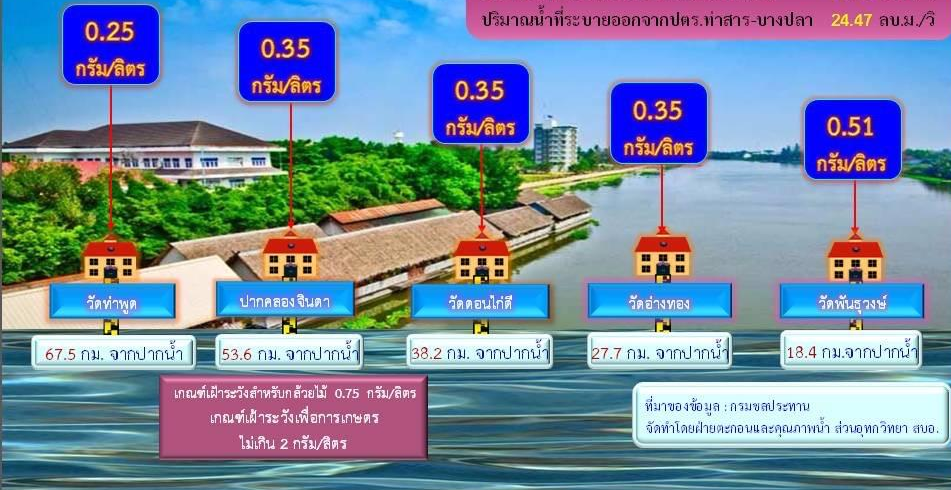 ปริมาณน้ำที่ระบายออกจากปตร.ท่าสาร-บางปลา 24.47 ลบ.ม./วิ
0.25
กรัม/ลิตร
0.35
กรัม/ลิตร
0.35
กรัม/ลิตร
0.35
กรัม/ลิตร
0.51
กรัม/ลิตร
วัดท่าพูด
ปากคลองจินดา
วัดดอนไก่ดี
วัดอ่างทอง
วัดพันธุวงษ์
67.5 กม. จากปากน้ำ
53.6 กม. จากปากน้ำ
38.2 กม. จากปากน้ำ
27.7 กม. จากปากน้ำ
18.4 กม.จากปากน้ำ
เกณฑ์เฝ้าระวังสำหรับกล้วยไม้ 0.75 กรัม/ลิตร
เกณฑ์เฝ้าระวังเพื่อการเกษตร
ไม่เกิน 2 กรัม/ลิตร
ที่มาของข้อมูล : กรมชลประทาน
จัดทำโดยฝ่ายตะกอนและคุณภาพน้ำ ส่วนอุทกวิทยา สบอ.